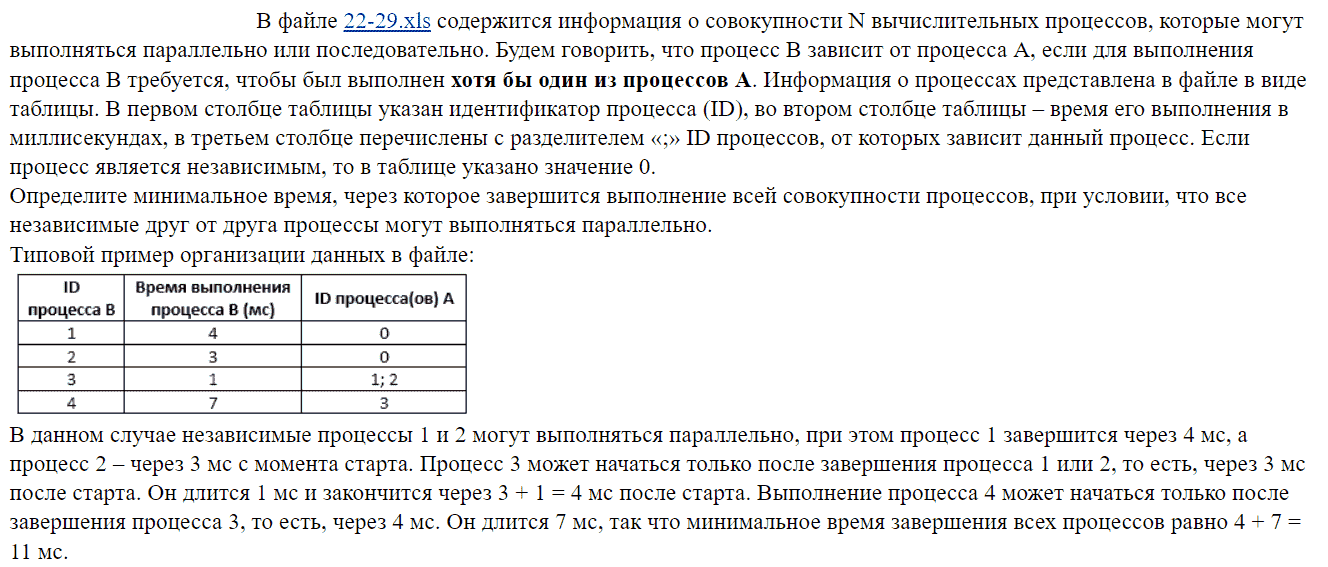 В файле 22-29.xls содержится информация о совокупности N вычислительных процессов, которые могут
выполняться параллельно или последовательно. Будем говорить, что процесс B зависит от процесса A, если для выполнения
процесса B требуется, чтобы был выполнен хотя бы один из процессов A. Информация о процессах представлена в файле в виде
таблицы. В первом столбце таблицы указан идентификатор процесса (ID), во втором столбце таблицы – время его выполнения в
миллисекундах, в третьем столбце перечислены с разделителем «;» ID процессов, от которых зависит данный процесс. Если
процесс является независимым, то в таблице указано значение 0.
Определите минимальное время, через которое завершится выполнение всей совокупности процессов, при условии, что все
независимые друг от друга процессы могут выполняться параллельно.
Типовой пример организации данных в файле:
ID процесса B | Время выполнения процесса B (мс) | ID процесса(ов) A
1 | 4 | 0
2 | 3 | 0
3 | 1 | 1; 2
4 | 7 | 3
В данном случае независимые процессы 1 и 2 могут выполняться параллельно, при этом процесс 1 завершится через 4 мс, а
процесс 2 – через 3 мс с момента старта. Процесс 3 может начаться только после завершения процесса 1 или 2, то есть, через 3 мс
после старта. Он длится 1 мс и закончится через 3 + 1 = 4 мс после старта. Выполнение процесса 4 может начаться только после
завершения процесса 3, то есть, через 4 мс. Он длится 7 мс, так что минимальное время завершения всех процессов равно 4 + 7 =
11 мс.